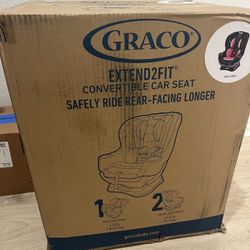 GRACO
EXTEND2FIT
CONVERTIBLE CAR SEAT
SAFELY RIDE REAR-FACING LONGER
1
2
gracobaby.com